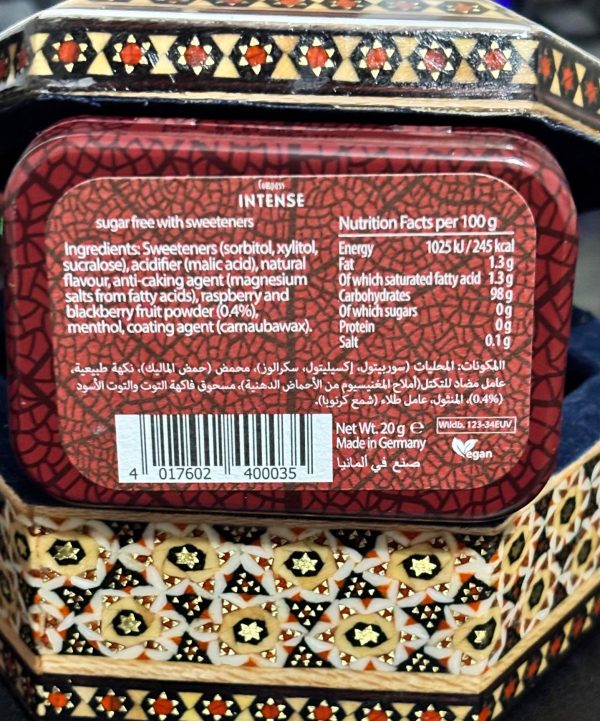 Compass
INTENSE
sugar free with sweeteners
Ingredients: Sweeteners (sorbitol, xylitol,
sucralose), acidifier (malic acid), natural
flavour, anti-caking agent (magnesium
salts from fatty acids), raspberry and
blackberry fruit powder (0.4%),
menthol, coating agent (carnaubawax).
Nutrition Facts per 100 g
Energy 1025 kJ / 245 kcal
Fat 1.3 g
Of which saturated fatty acid 1.3 g
Carbohydrates 98 g
Of which sugars 0 g
Protein 0 g
Salt 0.1 g
المكونات: المحليات (سوربيتول، إكسيليتول، سكرالوز)، محمض (حمض الماليك)، نكهة طبيعية،
عامل مضاد للتكتل(أملاح المغنيسيوم من الأحماض الدهنية)، مسحوق فاكهة التوت والتوت الأسود
(0.4%)، المنثول، عامل طلاء (شمع كرنوبا).
4 017602 400035
Net Wt. 20 g e
Made in Germany
صنع في ألمانيا
Wildb. 123-34EUV
Vegan